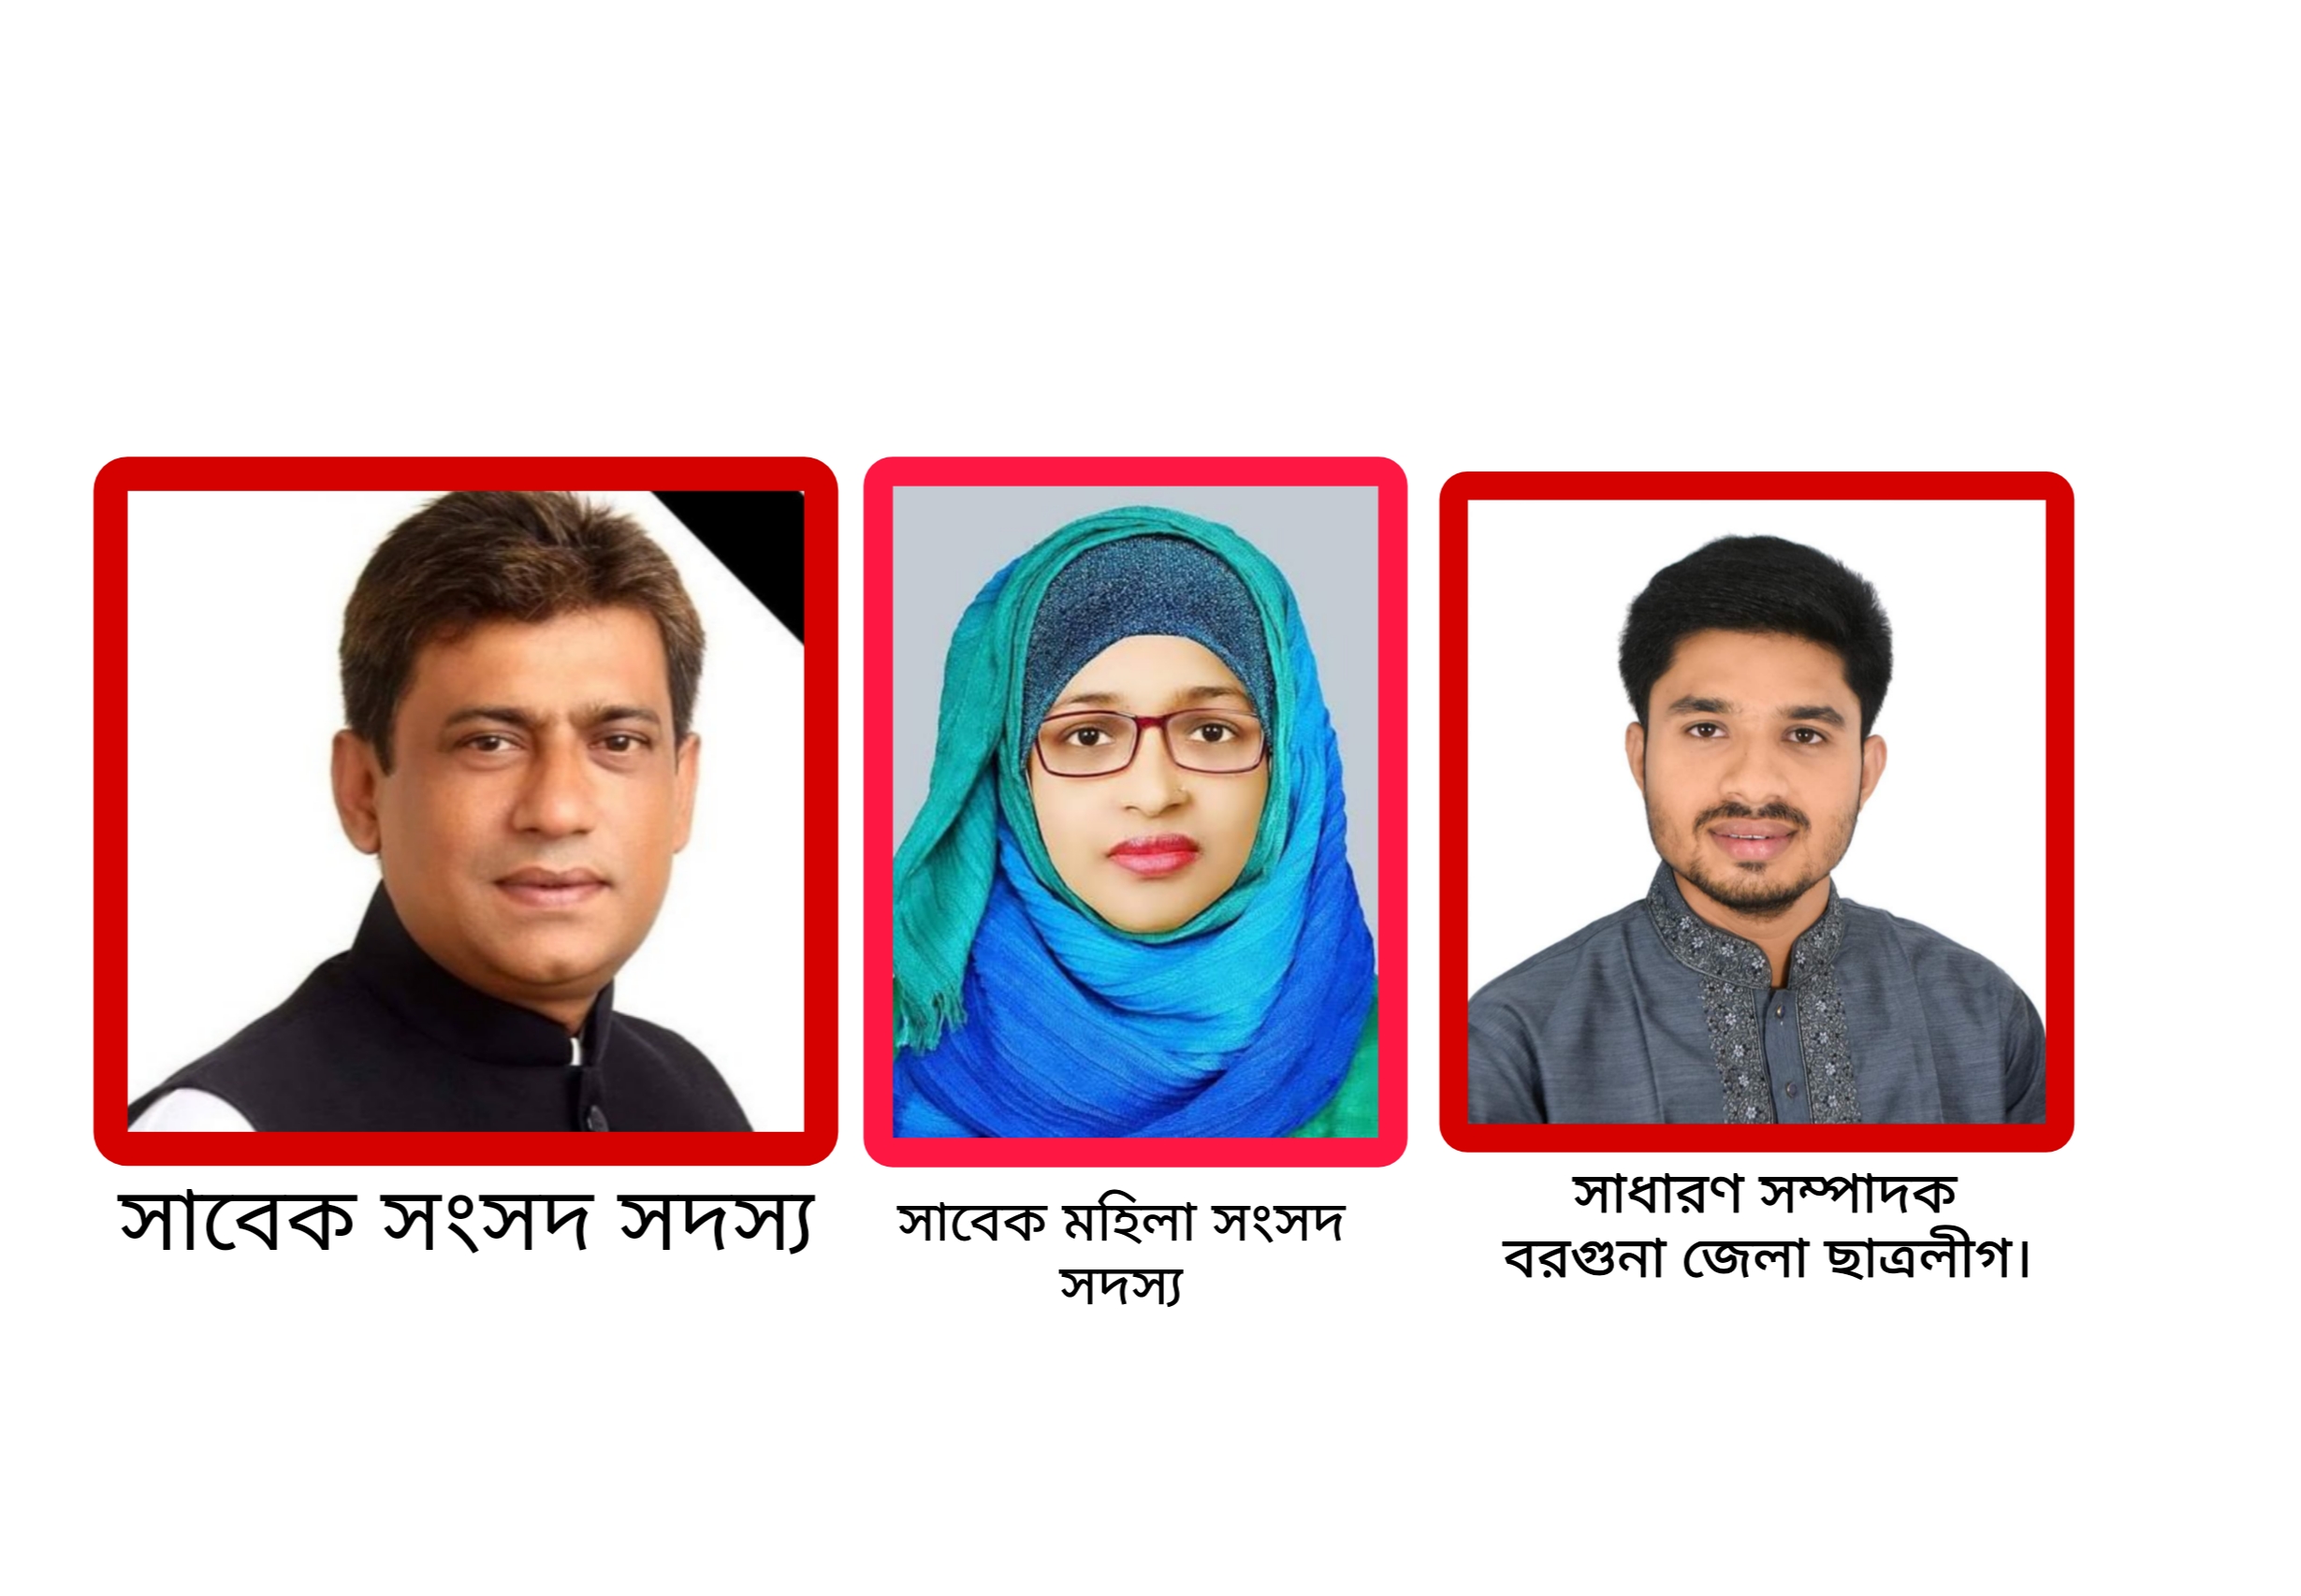 সাবেক সংসদ সদস্য
সাবেক মহিলা সংসদ
সদস্য
সাধারণ সম্পাদক
বরগুনা জেলা ছাত্রলীগ।